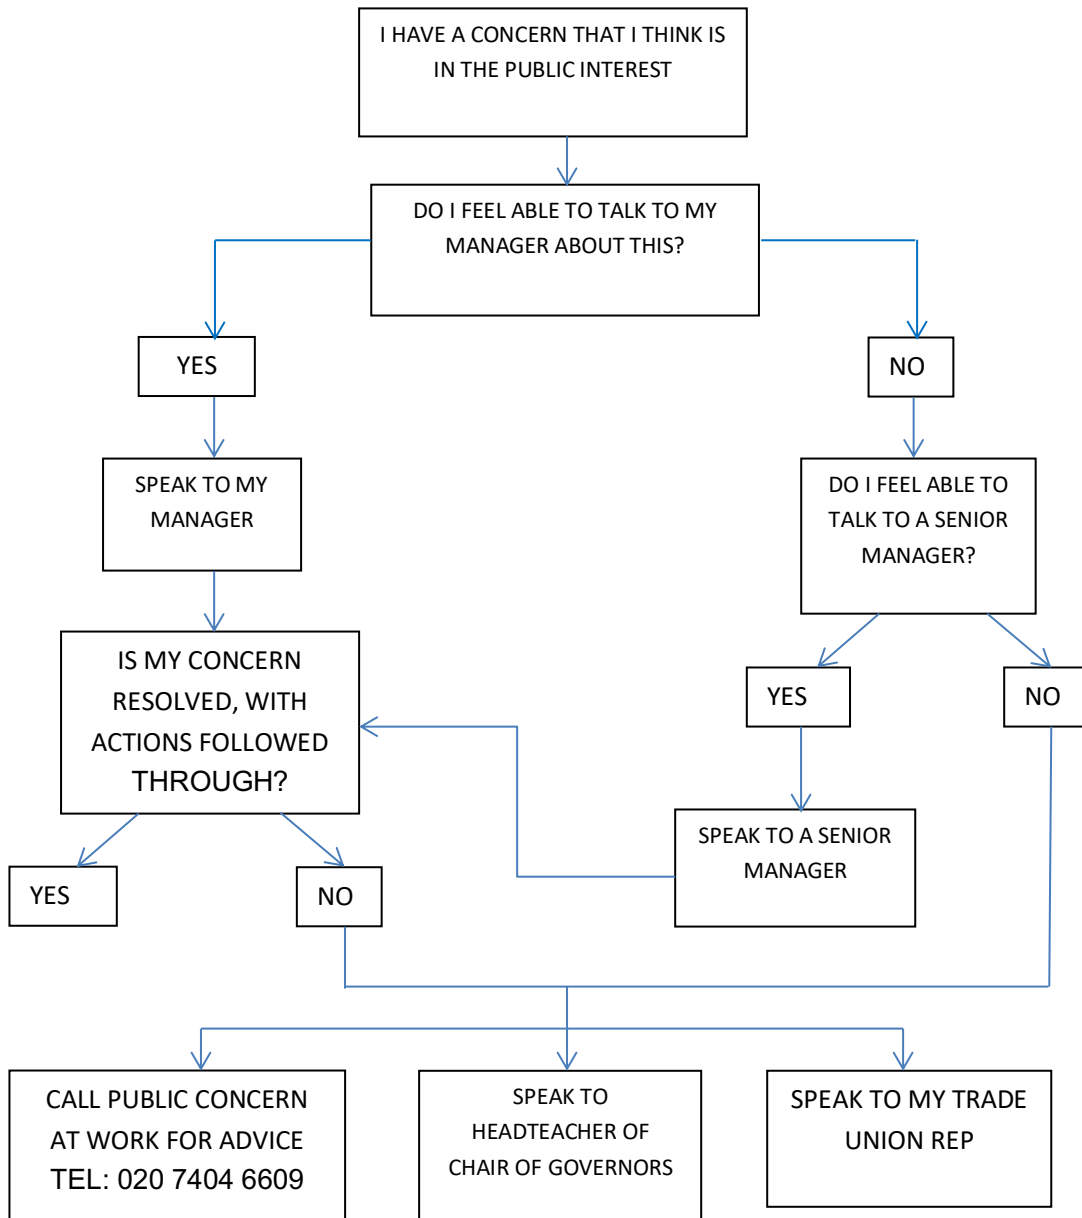 I HAVE A CONCERN THAT I THINK IS
IN THE PUBLIC INTEREST
DO I FEEL ABLE TO TALK TO MY
MANAGER ABOUT THIS?
YES
NO
SPEAK TO MY
MANAGER
DO I FEEL ABLE TO
TALK TO A SENIOR
MANAGER?
IS MY CONCERN
RESOLVED, WITH
ACTIONS FOLLOWED
THROUGH?
YES
NO
SPEAK TO A SENIOR
MANAGER
YES
NO
CALL PUBLIC CONCERN
AT WORK FOR ADVICE
TEL: 020 7404 6609
SPEAK TO
HEADTEACHER OF
CHAIR OF GOVERNORS
SPEAK TO MY TRADE
UNION REP